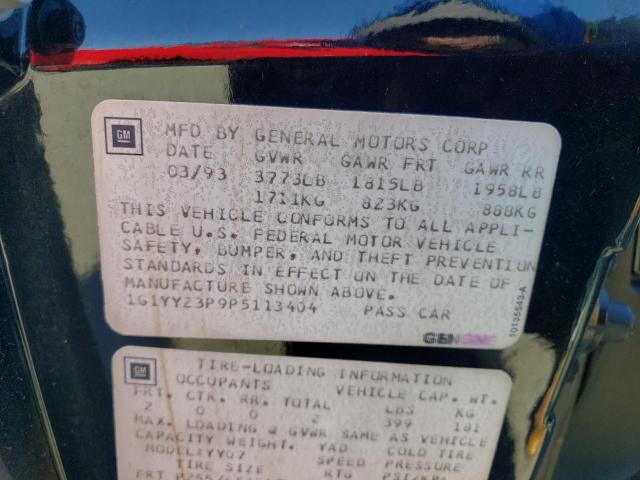 GM
MFD BY GENERAL MOTORS CORP
DATE GVWR GAWR FRT GAWR RR
03/93 3773LB 1815LB 1958LB
1711KG 823KG 888KG
THIS VEHICLE CONFORMS TO ALL APPLI-
CABLE U.S. FEDERAL MOTOR VEHICLE
SAFETY, BUMPER, AND THEFT PREVENTION
STANDARDS IN EFFECT ON THE DATE OF
MANUFACTURE SHOWN ABOVE.
1G1YY23P9P5113404 PASS CAR
10135543-A
GM
TIRE-LOADING INFORMATION
OCCUPANTS VEHICLE CAP. WT.
FRT. CTR. RR. TOTAL LBS KG
2 0 0 2 399 181
MAX. LOADING @ GVWR SAME AS VEHICLE
CAPACITY WEIGHT. YAD COLD TIRE
MODEL:YY07 SPEED PRESSURE
TIRE SIZE RTG PSI/KPA
FRT